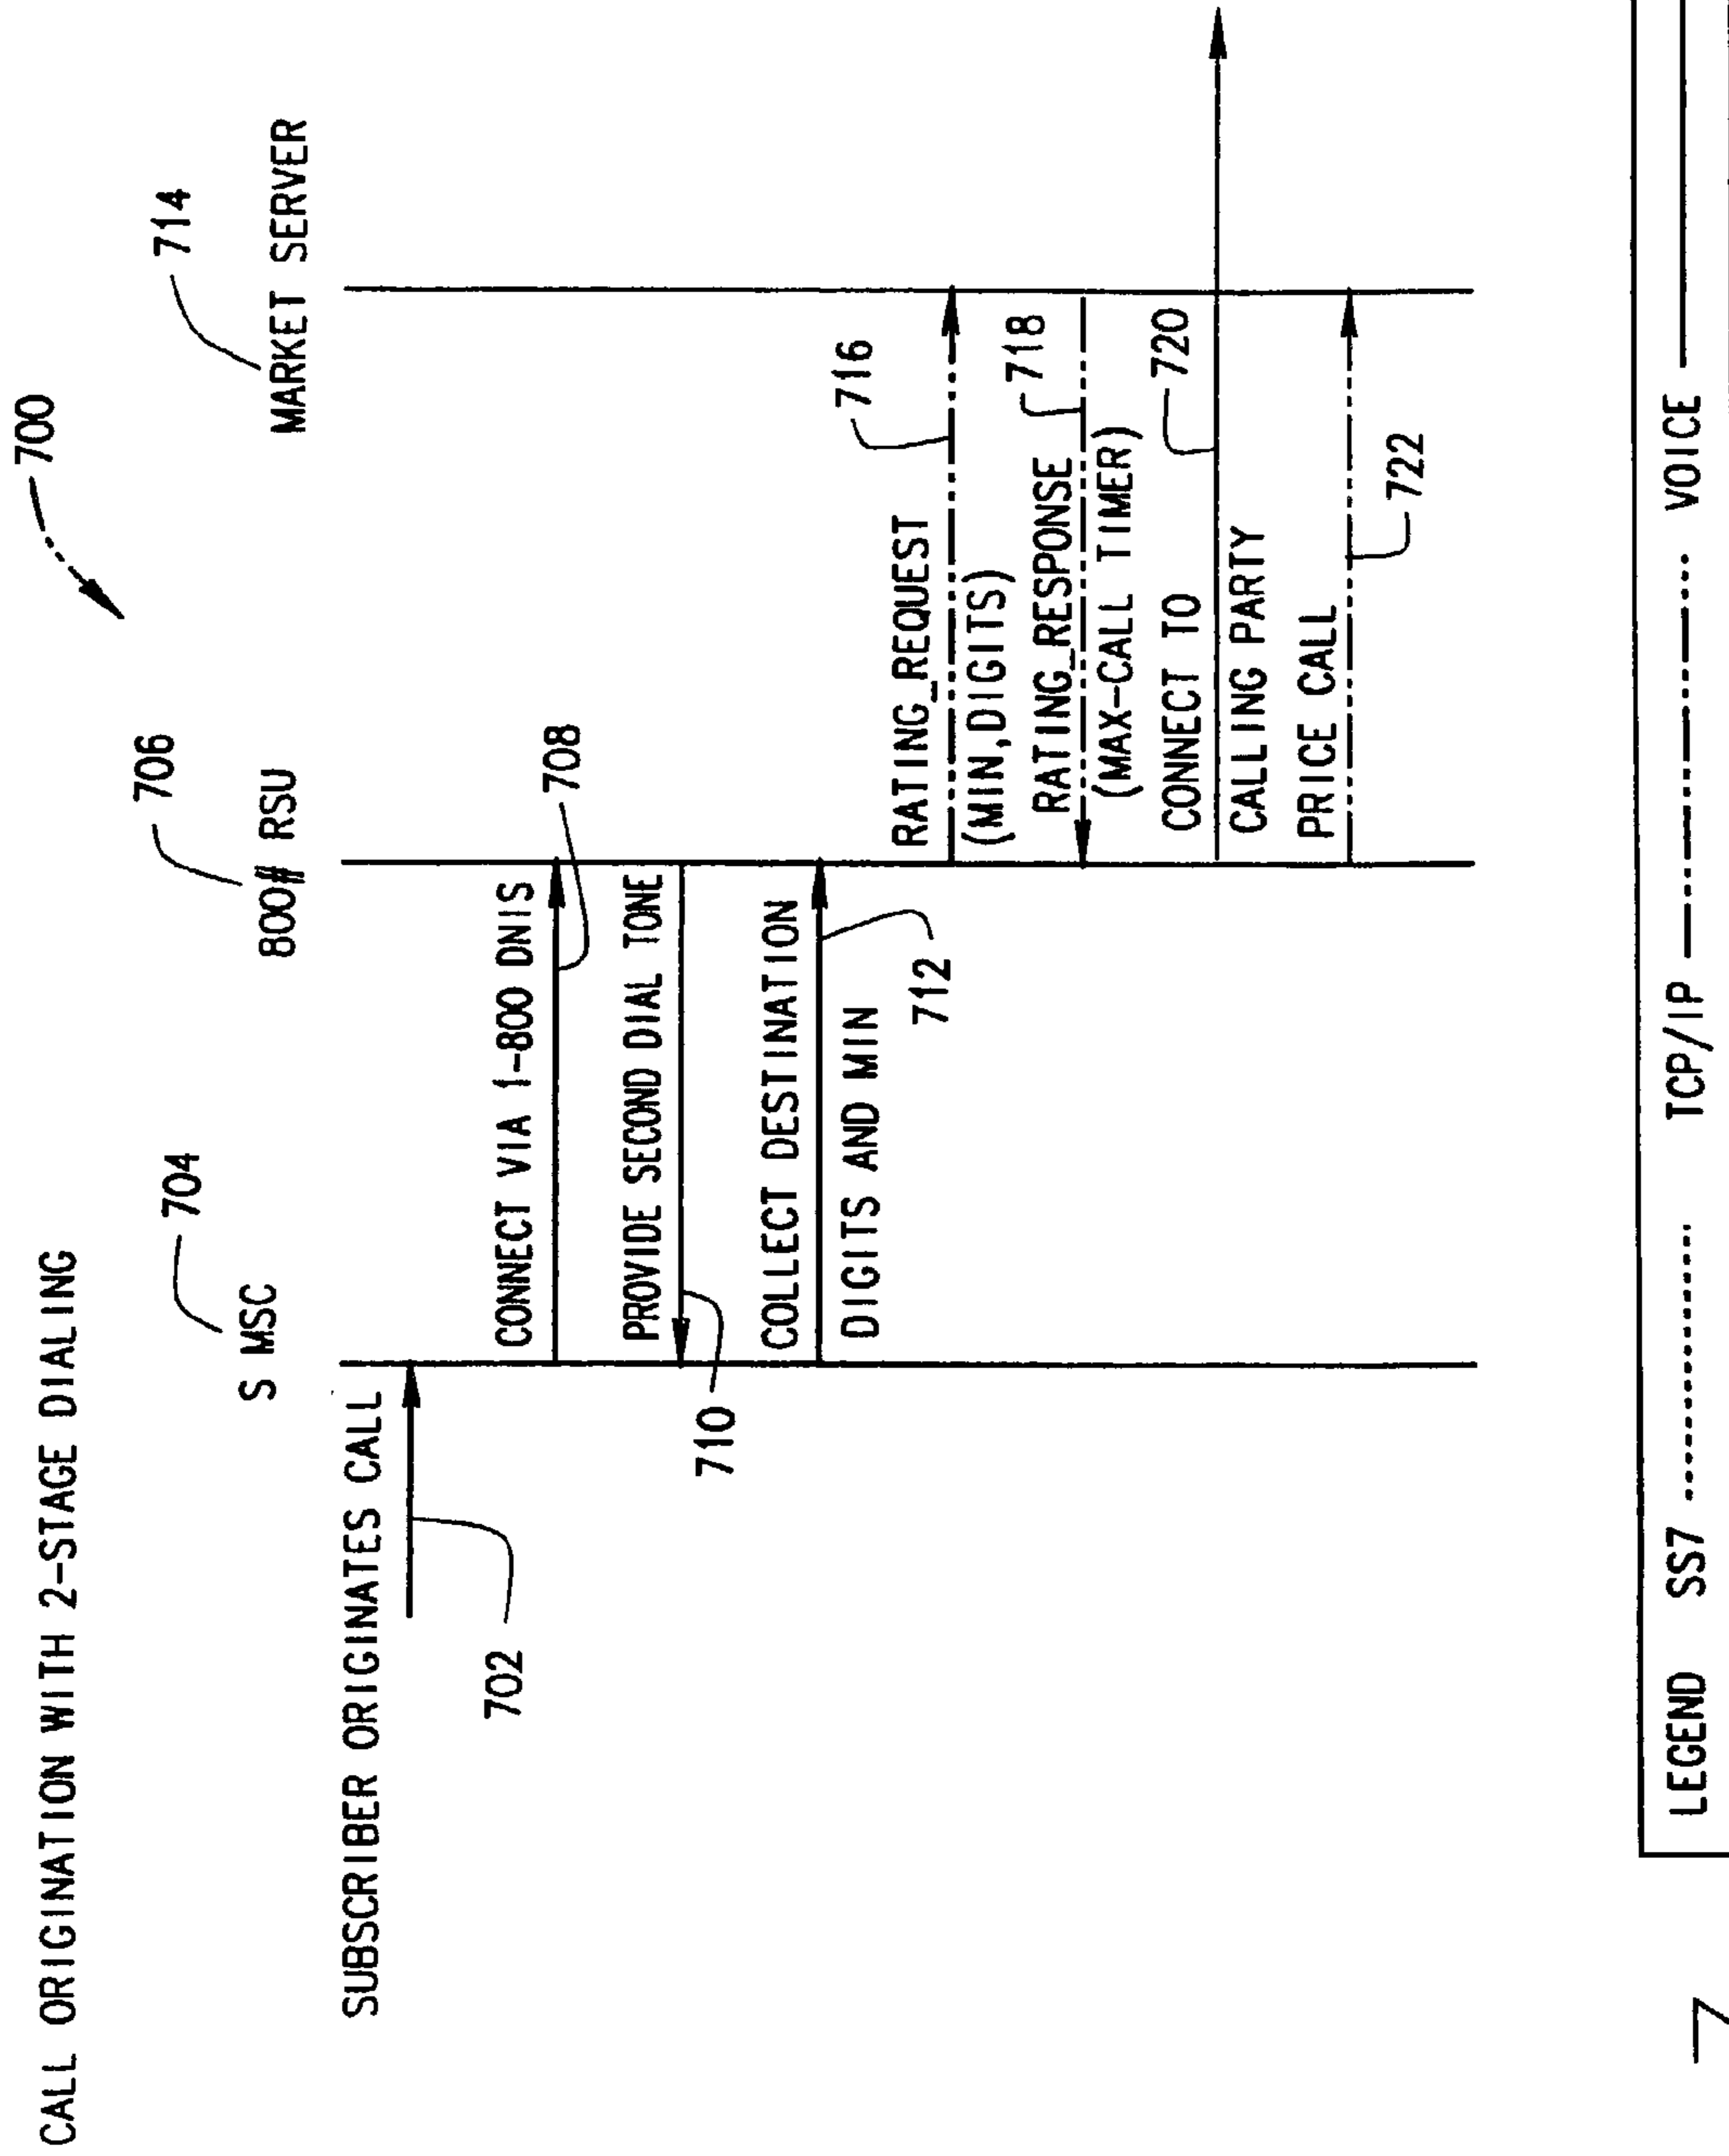 CALL ORIGINATION WITH 2-STAGE DIALING
700
704
706
714
S MSC
800# RSU
MARKET SERVER
SUBSCRIBER ORIGINATES CALL
702
CONNECT VIA 1-800 DNIS
708
PROVIDE SECOND DIAL TONE
710
COLLECT DESTINATION
DIGITS AND MIN
712
RATING_REQUEST
(MIN,DIGITS)
716
RATING_RESPONSE
(MAX-CALL TIMER)
718
CONNECT TO
CALLING PARTY
720
PRICE CALL
722
LEGEND SS7 TCP/IP VOICE
7